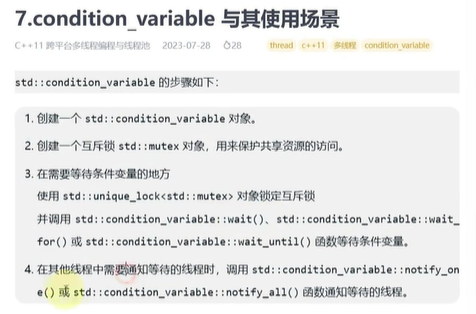 7.condition_variable 与其使用场景
C++11 跨平台多线程编程与线程池 2023-07-28 28 thread c++11 多线程 condition_variable
std::condition_variable 的步骤如下：
1. 创建一个 std::condition_variable 对象。
2. 创建一个互斥锁 std::mutex 对象，用来保护共享资源的访问。
3. 在需要等待条件变量的地方
使用 std::unique_lock<std::mutex> 对象锁定互斥锁
并调用 std::condition_variable::wait()、std::condition_variable::wait_
for() 或 std::condition_variable::wait_until() 函数等待条件变量。
4. 在其他线程中需要通知等待的线程时，调用 std::condition_variable::notify_on
e() 或 std::condition_variable::notify_all() 函数通知等待的线程。